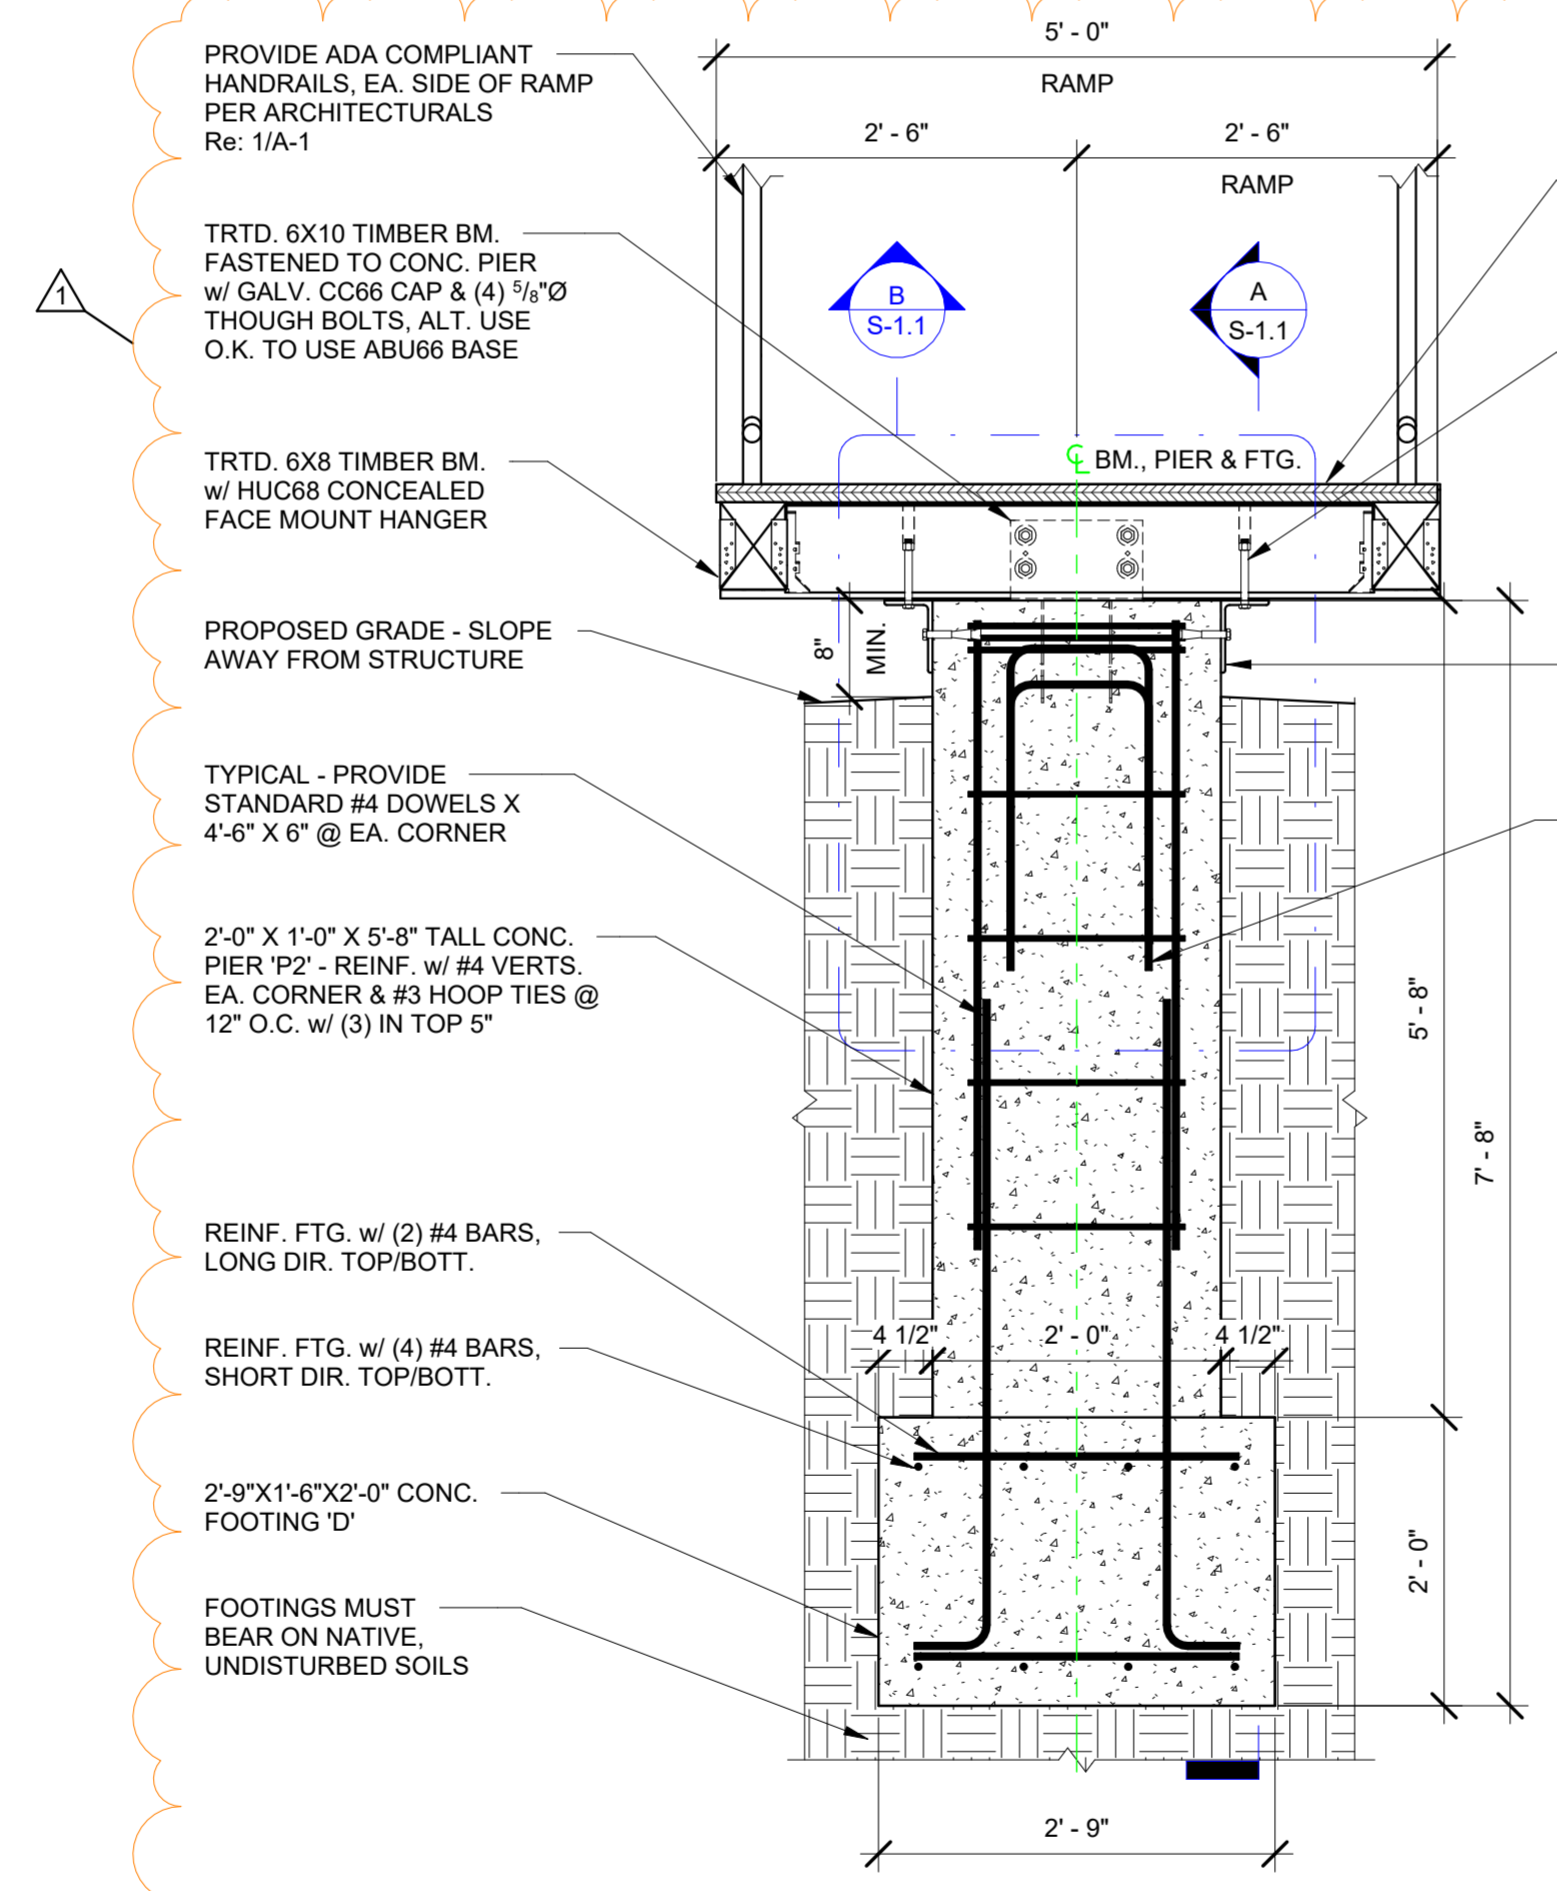 PROVIDE ADA COMPLIANT
HANDRAILS, EA. SIDE OF RAMP
PER ARCHITECTURALS
Re: 1/A-1
TRTD. 6X10 TIMBER BM.
FASTENED TO CONC. PIER
w/ GALV. CC66 CAP & (4) 5/8"Ø
THOUGH BOLTS, ALT. USE
O.K. TO USE ABU66 BASE
1
TRTD. 6X8 TIMBER BM.
w/ HUC68 CONCEALED
FACE MOUNT HANGER
PROPOSED GRADE - SLOPE
AWAY FROM STRUCTURE
TYPICAL - PROVIDE
STANDARD #4 DOWELS X
4'-6" X 6" @ EA. CORNER
2'-0" X 1'-0" X 5'-8" TALL CONC.
PIER 'P2' - REINF. w/ #4 VERTS.
EA. CORNER & #3 HOOP TIES @
12" O.C. w/ (3) IN TOP 5"
REINF. FTG. w/ (2) #4 BARS,
LONG DIR. TOP/BOTT.
REINF. FTG. w/ (4) #4 BARS,
SHORT DIR. TOP/BOTT.
2'-9"X1'-6"X2'-0" CONC.
FOOTING 'D'
FOOTINGS MUST
BEAR ON NATIVE,
UNDISTURBED SOILS
5' - 0"
RAMP
2' - 6"
2' - 6"
RAMP
B
S-1.1
A
S-1.1
CL BM., PIER & FTG.
8"
MIN.
5' - 8"
7' - 8"
4 1/2"
2' - 0"
4 1/2"
2' - 0"
2' - 9"